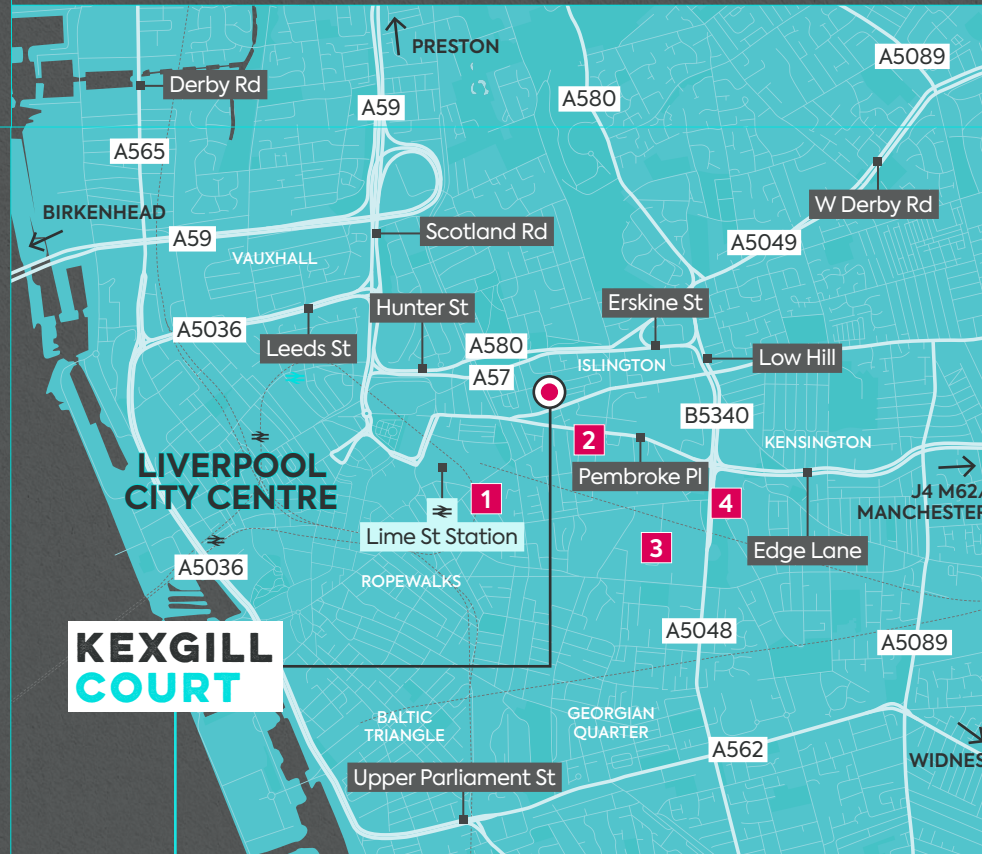 PRESTON
A5089
Derby Rd
A59
A580
A565
BIRKENHEAD
W Derby Rd
A59
Scotland Rd
A5049
VAUXHALL
Hunter St
Erskine St
A5036
Leeds St
A580
ISLINGTON
Low Hill
A57
B5340
2
KENSINGTON
LIVERPOOL
CITY CENTRE
Pembroke Pl
1
4
J4 M62/
MANCHESTER
Lime St Station
3
Edge Lane
A5036
ROPEWALKS
KEXGILL
COURT
A5048
A5089
BALTIC
TRIANGLE
GEORGIAN
QUARTER
A562
WIDNES
Upper Parliament St